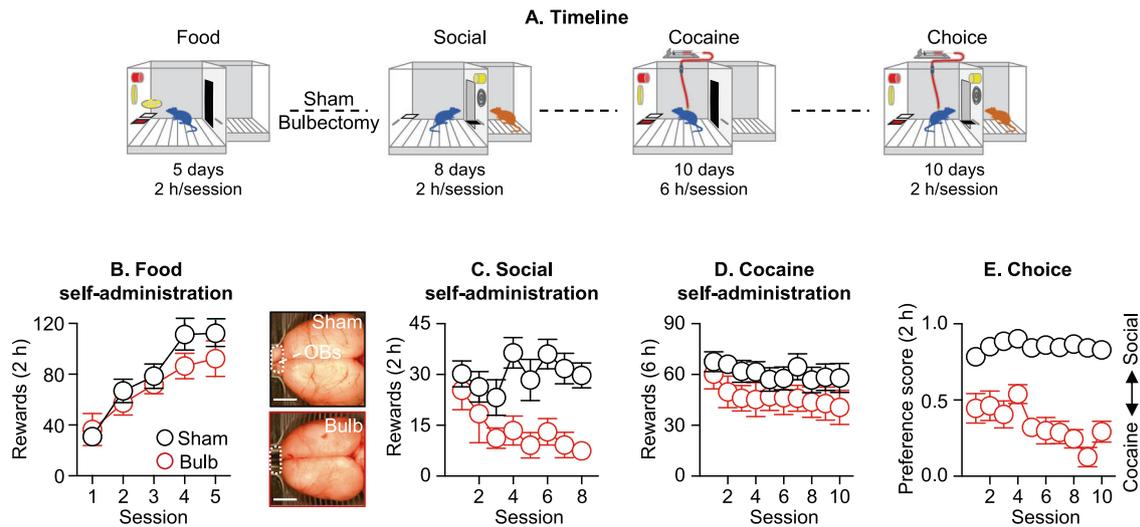 A. Timeline
Food
Social
Cocaine
Choice
Sham
Bulbectomy
5 days
2 h/session
8 days
2 h/session
10 days
6 h/session
10 days
2 h/session
B. Food
self-administration
Rewards (2 h)
120
80
40
0
1 2 3 4 5
Session
Sham
Bulb
Sham
OBs
Bulb
C. Social
self-administration
Rewards (2 h)
45
30
15
0
2 4 6 8
Session
D. Cocaine
self-administration
Rewards (6 h)
90
60
30
0
2 4 6 8 10
Session
E. Choice
Preference score (2 h)
1.0
0.5
0.0
2 4 6 8 10
Session
Cocaine Social